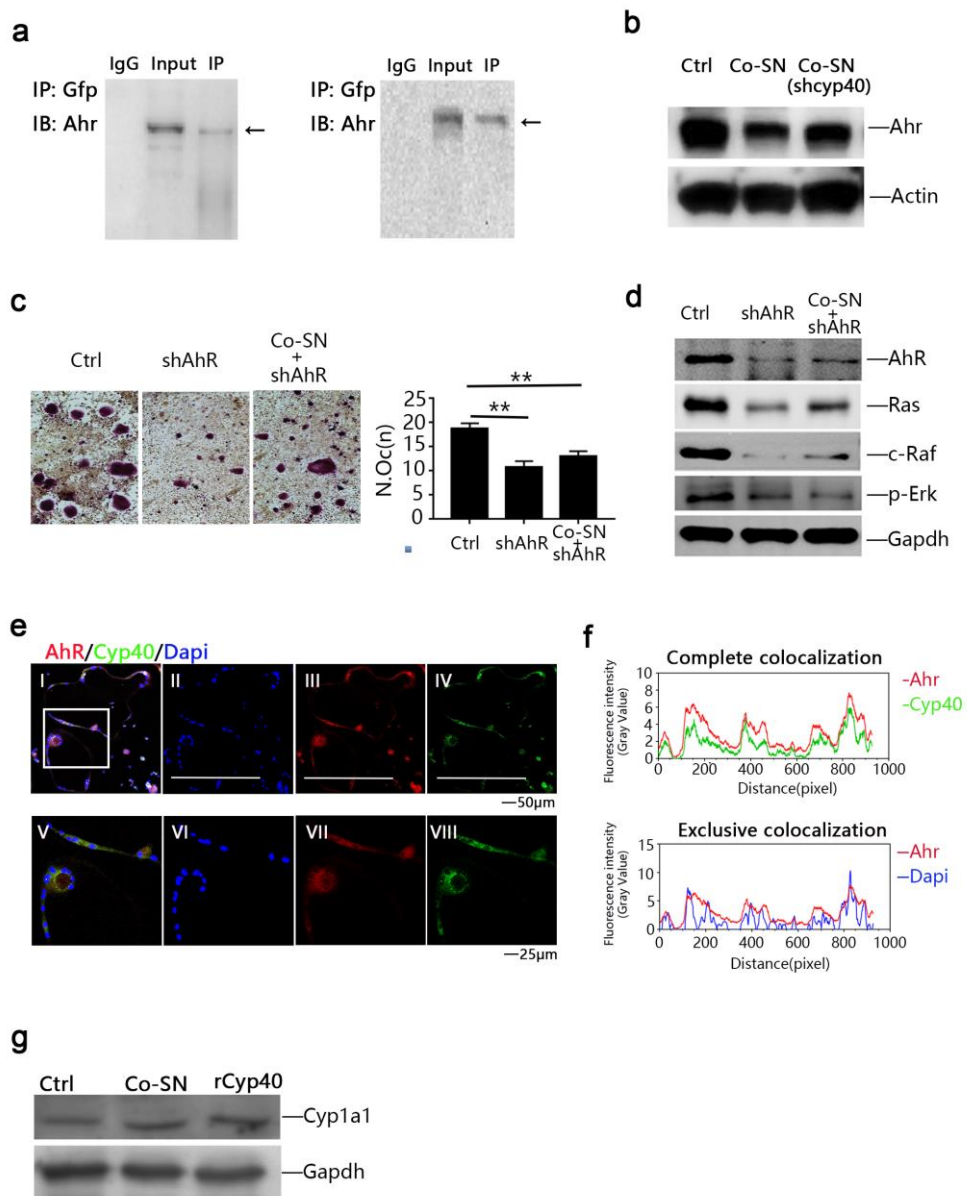 a
IgG Input IP
IP: Gfp
IB: Ahr
←
IgG Input IP
IP: Gfp
IB: Ahr
←
b
Ctrl Co-SN Co-SN
(shcyp40)
—Ahr
—Actin
c
Ctrl shAhR Co-SN
+
shAhR
N.Oc(n)
25
20
15
10
5
0
**
**
Ctrl shAhR Co-SN
+
shAhR
d
Ctrl shAhR Co-SN
+
shAhR
—AhR
—Ras
—c-Raf
—p-Erk
—Gapdh
e
AhR/Cyp40/Dapi
I II III IV
—50μm
V VI VII VIII
—25μm
f
Complete colocalization
Fluorescence intensity
(Gray Value)
10
8
6
4
2
0
0 200 400 600 800 1000
Distance(pixel)
-Ahr
-Cyp40
Exclusive colocalization
Fluorescence intensity
(Gray Value)
15
10
5
0
0 200 400 600 800 1000
Distance(pixel)
—Ahr
—Dapi
g
Ctrl Co-SN rCyp40
—Cyp1a1
—Gapdh